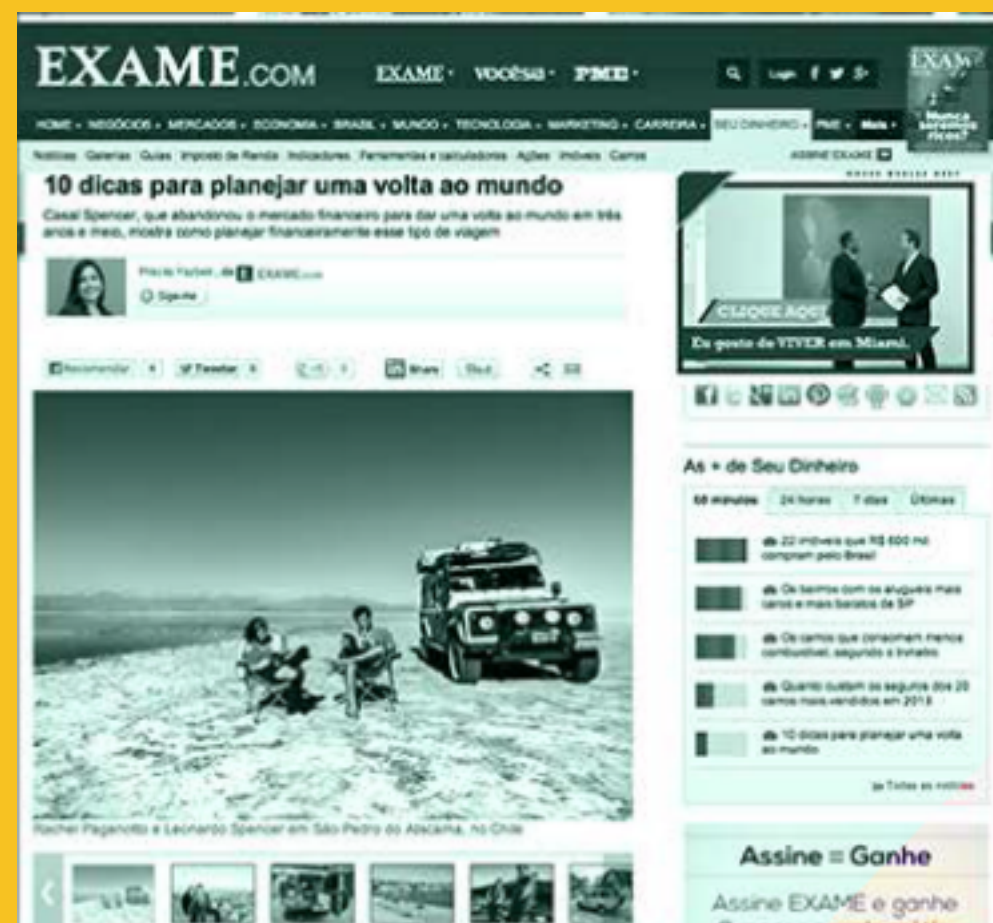 EXAME.COM
EXAME VOCÊS/A PME
Login
EXAME
Nunca seremos ricos?
HOME NEGÓCIOS MERCADOS ECONOMIA BRASIL MUNDO TECNOLOGIA MARKETING CARREIRA SEU DINHEIRO PME Mais
Notícias Galerias Guias Imposto de Renda Indicadores Ferramentas e calculadoras Ações Imóveis Carros
ASSINE EXAME
10 dicas para planejar uma volta ao mundo
Casal Spencer, que abandonou o mercado financeiro para dar uma volta ao mundo em três
anos e meio, mostra como planejar financeiramente esse tipo de viagem
, de EXAME.com
Siga-me
Recomendar Tweetar Share
CLIQUE AQUI
Eu gosto de VIVER em Miami.
As + de Seu Dinheiro
60 minutos 24 horas 7 dias Últimas
22 imóveis que R$ 600 mil
compram pelo Brasil
Os bairros com os aluguéis mais
caros e mais baratos de SP
Os carros que consomem menos
combustível, segundo o Inmetro
Quanto custam os seguros dos 20
carros mais vendidos em 2013
10 dicas para planejar uma volta
ao mundo
Todas as notícias
Rachel Paganotto e Leonardo Spencer em São Pedro do Atacama, no Chile
Assine = Ganhe
Assine EXAME e ganhe